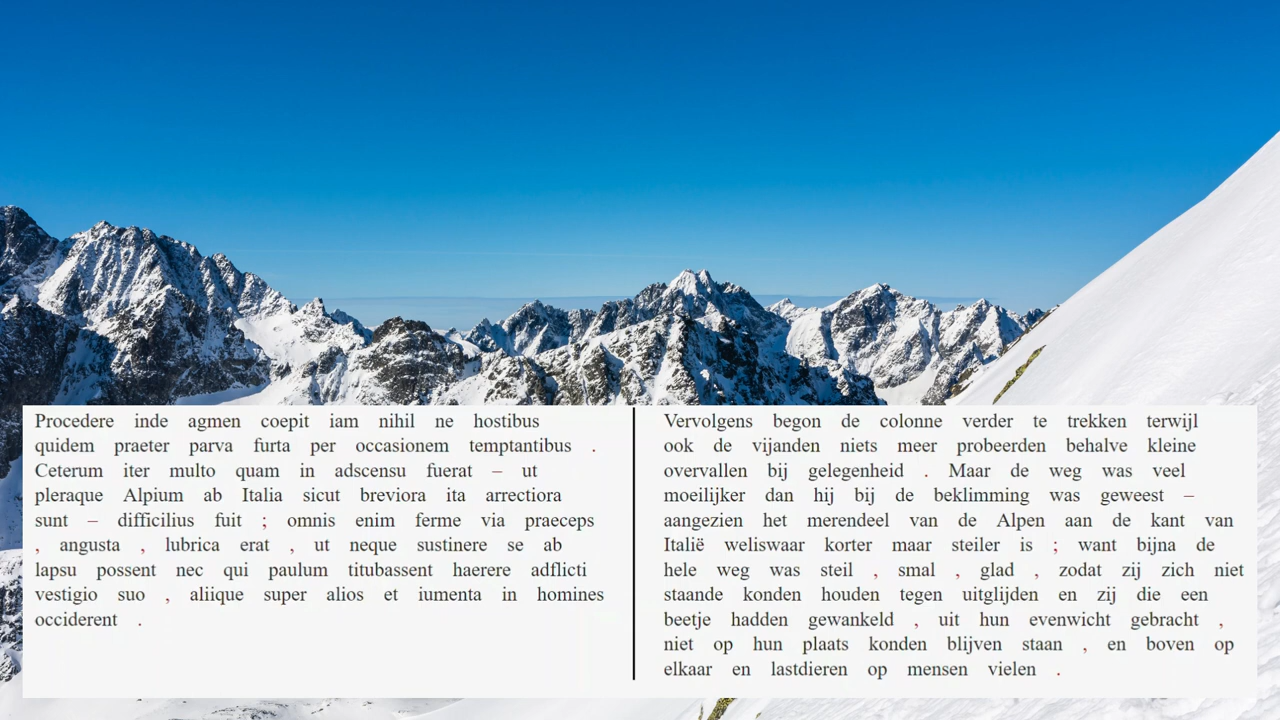 Procedere inde agmen coepit iam nihil ne hostibus
quidem praeter parva furta per occasionem temptantibus .
Ceterum iter multo quam in adscensu fuerat – ut
pleraque Alpium ab Italia sicut breviora ita arrectiora
sunt – difficilius fuit ; omnis enim ferme via praeceps
, angusta , lubrica erat , ut neque sustinere se ab
lapsu possent nec qui paulum titubassent haerere adflicti
vestigio suo , aliique super alios et iumenta in homines
occiderent .
Vervolgens begon de colonne verder te trekken terwijl
ook de vijanden niets meer probeerden behalve kleine
overvallen bij gelegenheid . Maar de weg was veel
moeilijker dan hij bij de beklimming was geweest –
aangezien het merendeel van de Alpen aan de kant van
Italië weliswaar korter maar steiler is ; want bijna de
hele weg was steil , smal , glad , zodat zij zich niet
staande konden houden tegen uitglijden en zij die een
beetje hadden gewankeld , uit hun evenwicht gebracht ,
niet op hun plaats konden blijven staan , en boven op
elkaar en lastdieren op mensen vielen .